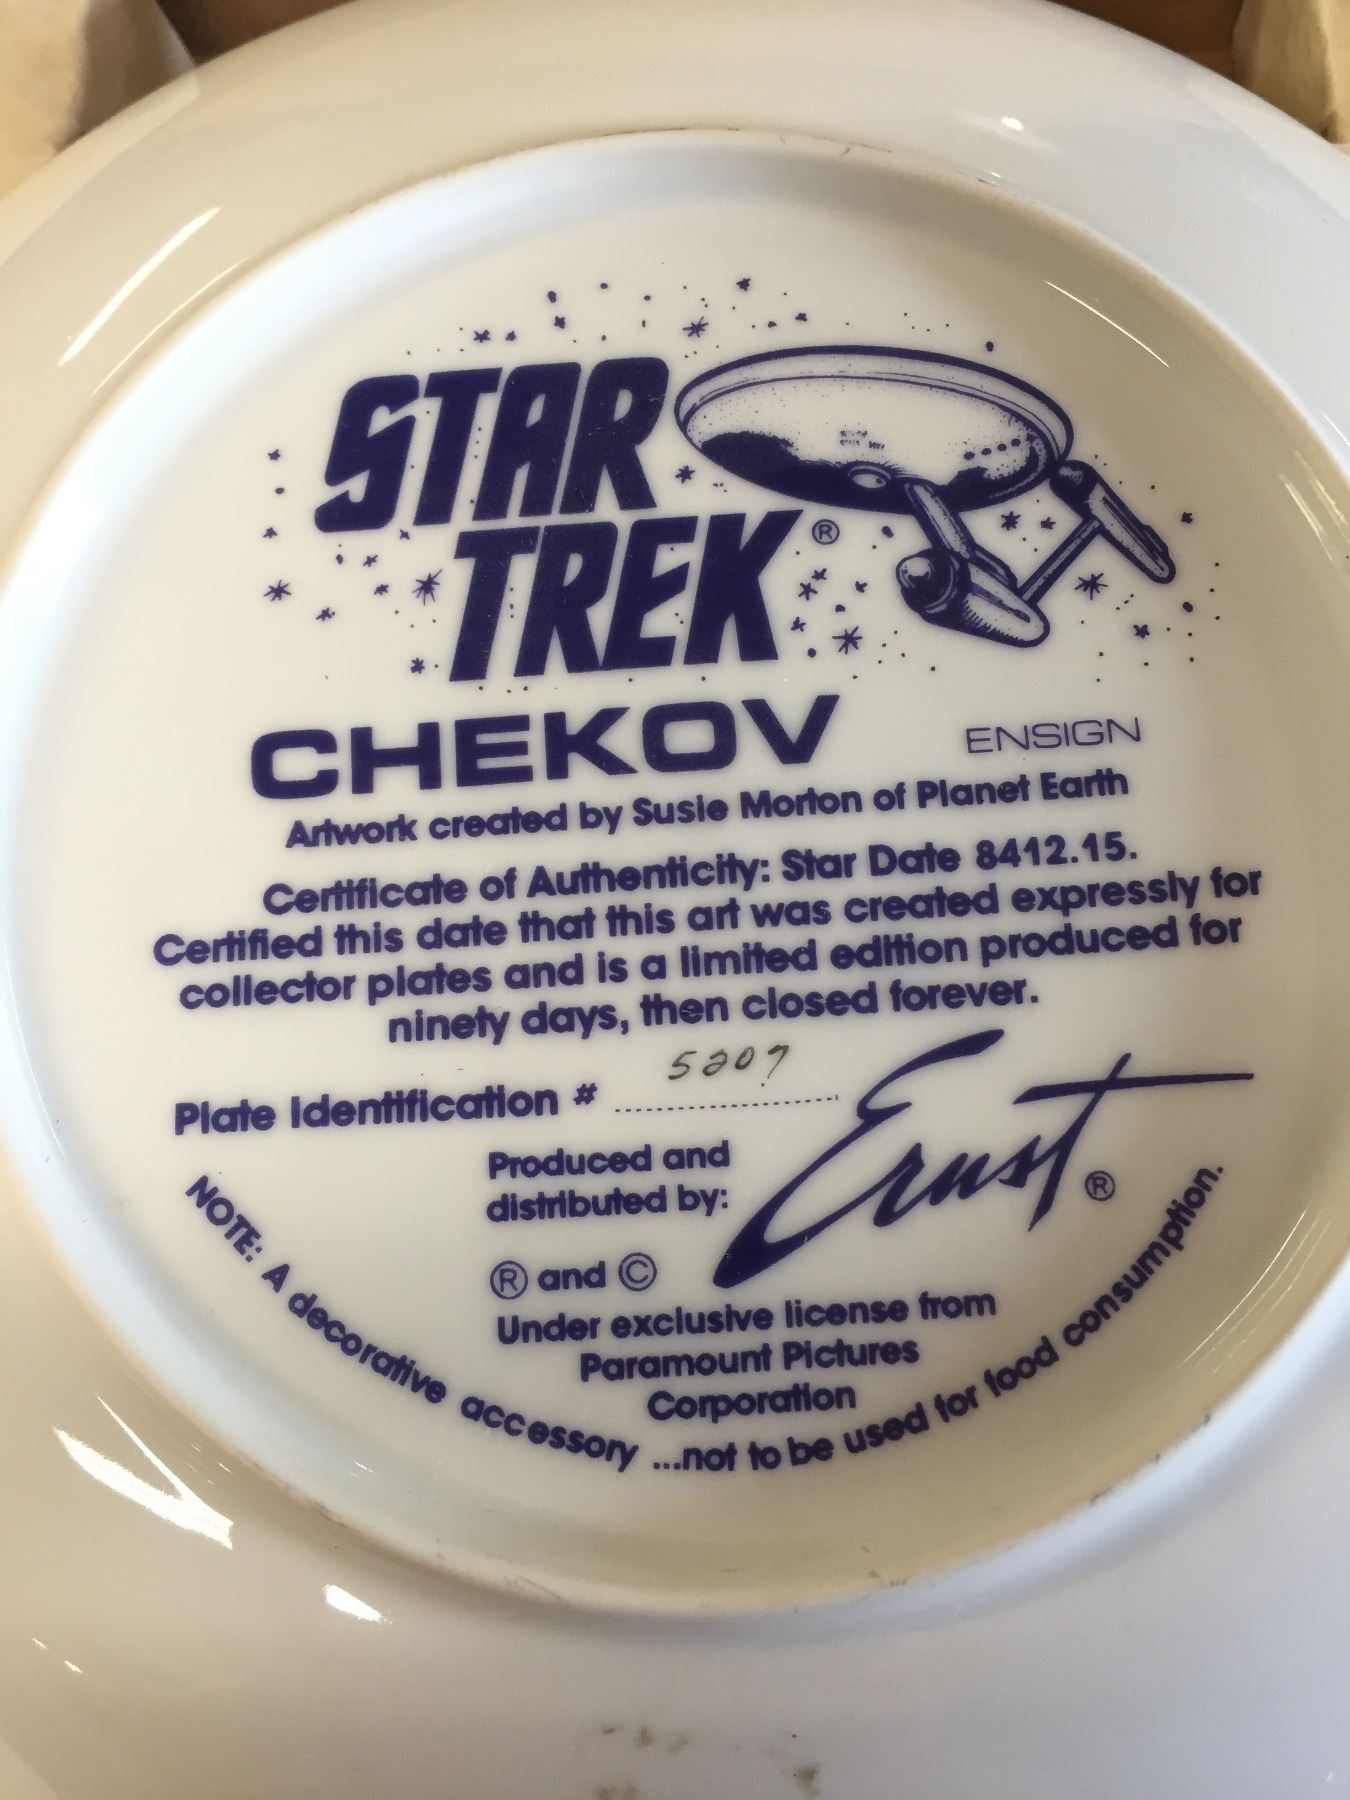 STAR
TREK®
CHEKOV ENSIGN
Artwork created by Susie Morton of Planet Earth
Certificate of Authenticity: Star Date 8412.15.
Certified this date that this art was created expressly for
collector plates and is a limited edition produced for
ninety days, then closed forever.
Plate Identification # 5207
Produced and
distributed by:
Ernst®
® and ©
Under exclusive license from
Paramount Pictures
Corporation
NOTE: A decorative accessory ...not to be used for food consumption.